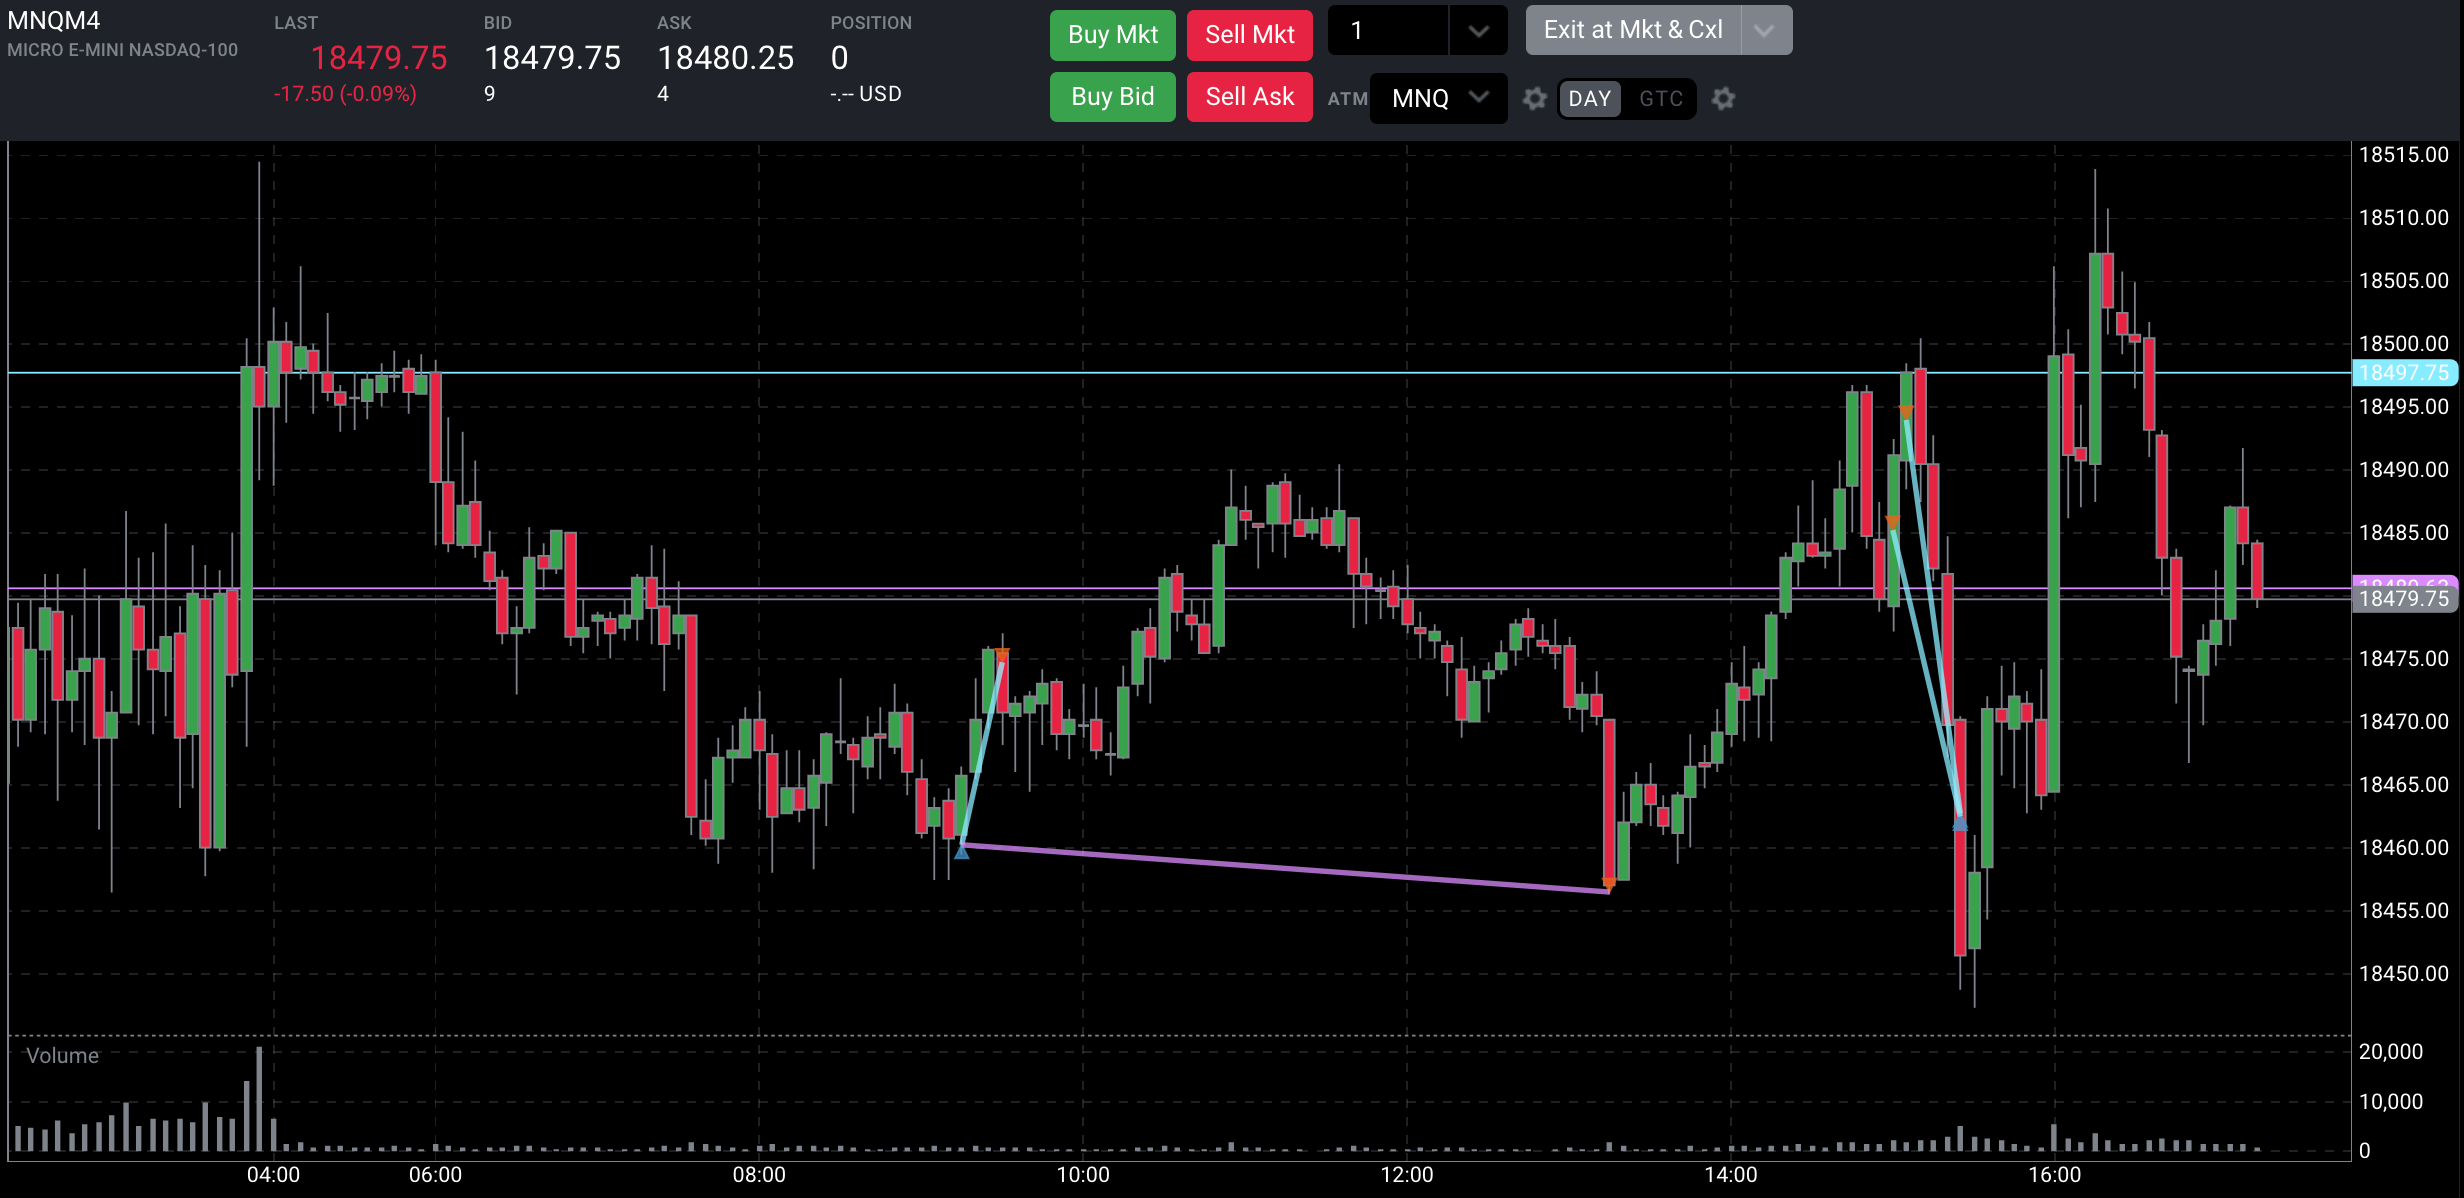 MNQM4
MICRO E-MINI NASDAQ-100
LAST
18479.75
-17.50 (-0.09%)
BID
18479.75
9
ASK
18480.25
4
POSITION
0
-.-- USD
Buy Mkt
Sell Mkt
1
Exit at Mkt & Cxl
Buy Bid
Sell Ask
ATM
MNQ
DAY
GTC
18515.00
18510.00
18505.00
18500.00
18497.75
18495.00
18490.00
18485.00
18479.75
18475.00
18470.00
18465.00
18460.00
18455.00
18450.00
Volume
20,000
10,000
0
04:00
06:00
08:00
10:00
12:00
14:00
16:00